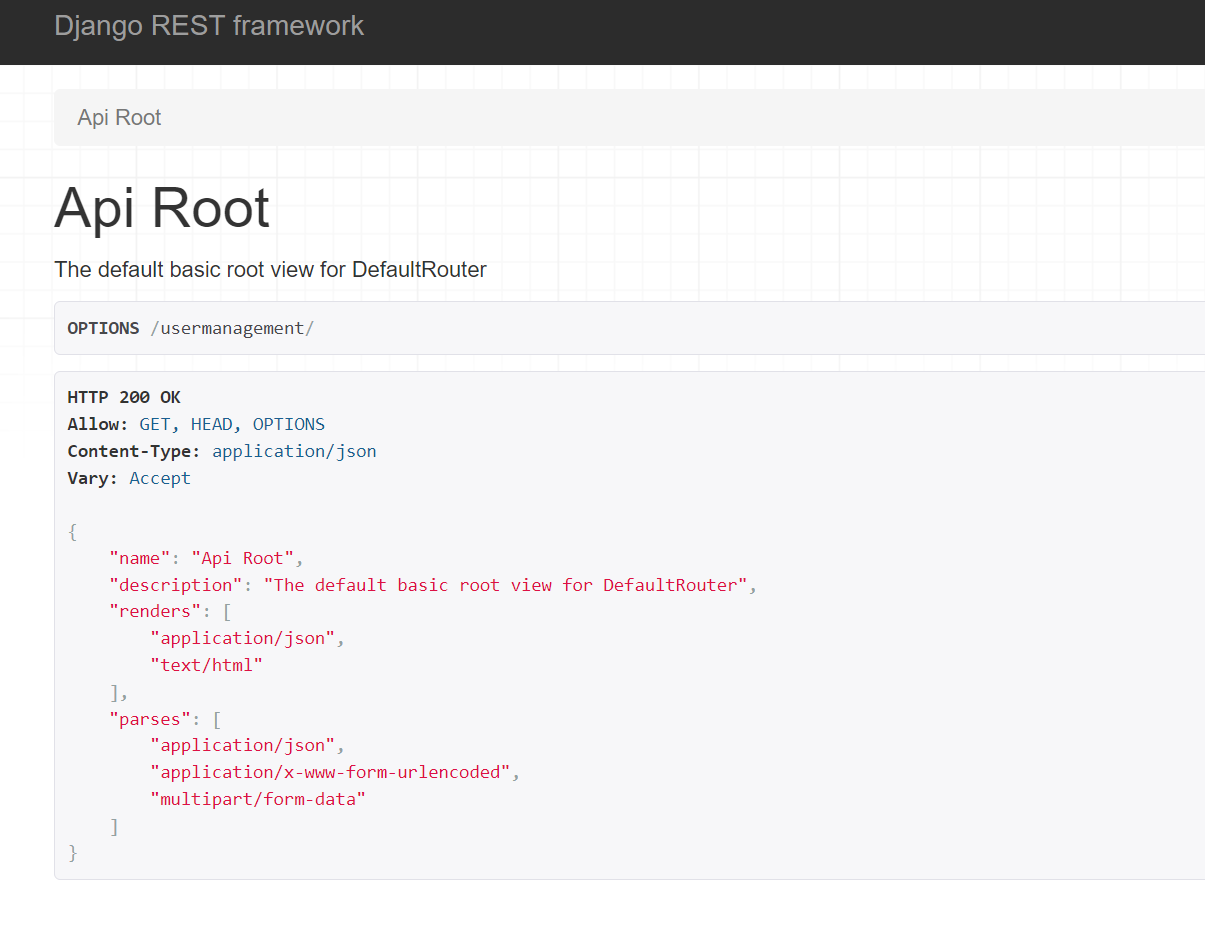 Django REST framework
Api Root
Api Root
The default basic root view for DefaultRouter
OPTIONS /usermanagement/
HTTP 200 OK
Allow: GET, HEAD, OPTIONS
Content-Type: application/json
Vary: Accept
{
    "name": "Api Root",
    "description": "The default basic root view for DefaultRouter",
    "renders": [
        "application/json",
        "text/html"
    ],
    "parses": [
        "application/json",
        "application/x-www-form-urlencoded",
        "multipart/form-data"
    ]
}